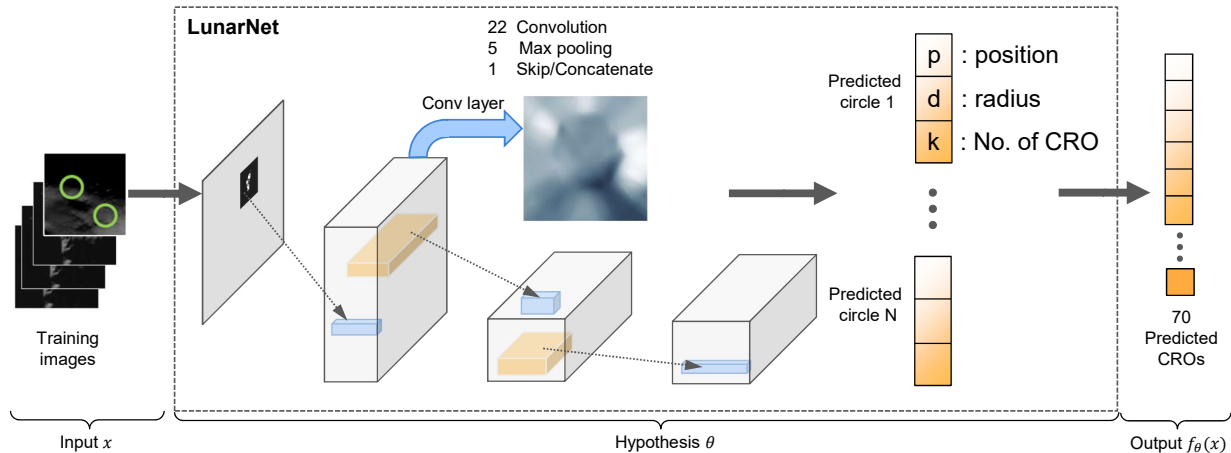 LunarNet
22 Convolution
5 Max pooling
1 Skip/Concatenate
Conv layer
Predicted
circle 1
p : position
d : radius
k : No. of CRO
Predicted
circle N
Training
images
70
Predicted
CROs
Input x
Hypothesis θ
Output fθ(x)